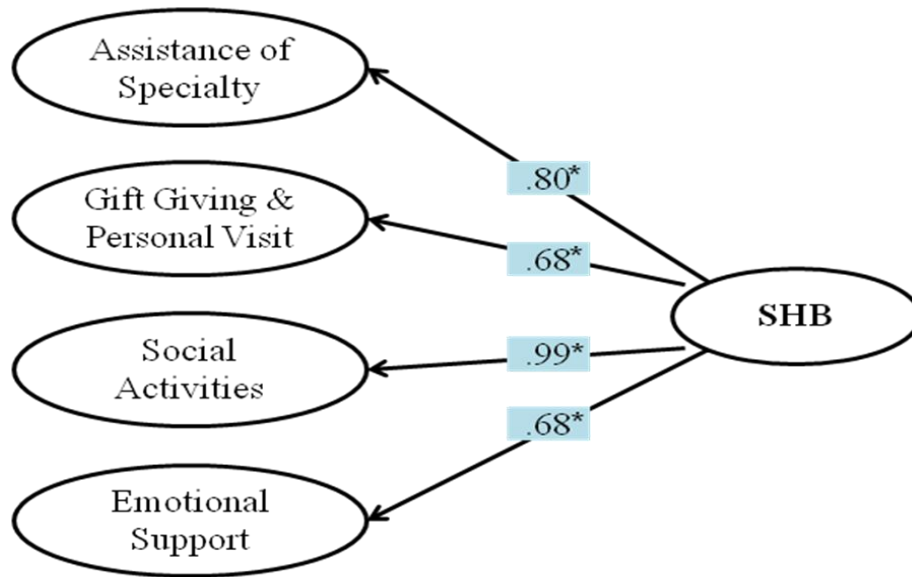 Assistance of
Specialty
.80*
Gift Giving &
Personal Visit
.68*
SHB
Social
Activities
.99*
.68*
Emotional
Support